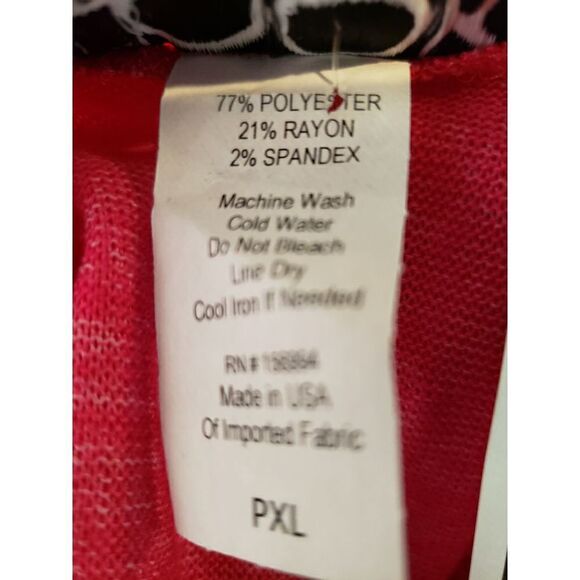 77% POLYESTER
21% RAYON
2% SPANDEX
Machine Wash
Cold Water
Do Not Bleach
Line Dry
Cool Iron If Needed
RN#
Made in USA
Of Imported Fabric
PXL